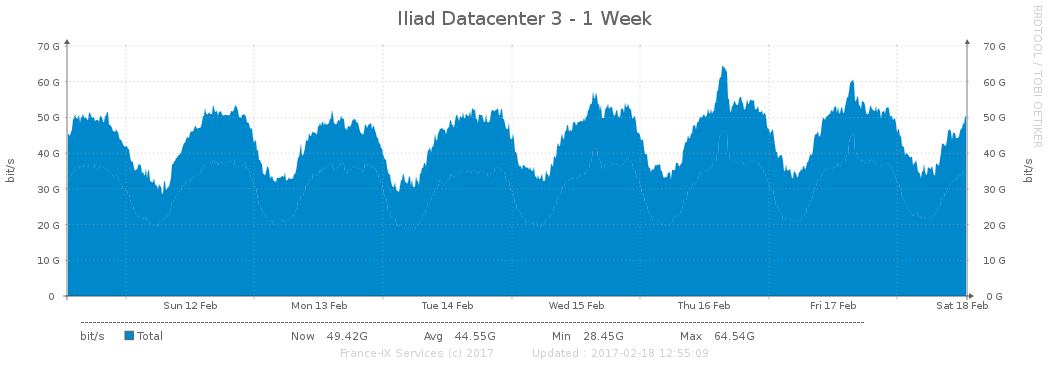 Iliad Datacenter 3 - 1 Week
RRDTOOL / TOBI OETIKER
70 G 70 G
60 G 60 G
50 G 50 G
40 G 40 G
30 G 30 G
20 G 20 G
10 G 10 G
0 0 G
bit/s bit/s
Sun 12 Feb Mon 13 Feb Tue 14 Feb Wed 15 Feb Thu 16 Feb Fri 17 Feb Sat 18 Feb
bit/s Total Now 49.42G Avg 44.55G Min 28.45G Max 64.54G
France-IX Services (c) 2017 Updated : 2017-02-18 12:55:09